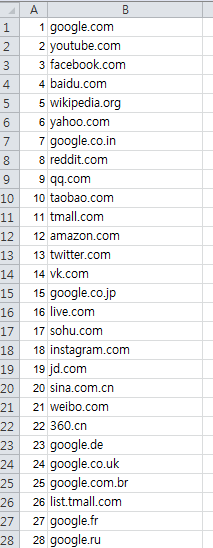 A B
1 1 google.com
2 2 youtube.com
3 3 facebook.com
4 4 baidu.com
5 5 wikipedia.org
6 6 yahoo.com
7 7 google.co.in
8 8 reddit.com
9 9 qq.com
10 10 taobao.com
11 11 tmall.com
12 12 amazon.com
13 13 twitter.com
14 14 vk.com
15 15 google.co.jp
16 16 live.com
17 17 sohu.com
18 18 instagram.com
19 19 jd.com
20 20 sina.com.cn
21 21 weibo.com
22 22 360.cn
23 23 google.de
24 24 google.co.uk
25 25 google.com.br
26 26 list.tmall.com
27 27 google.fr
28 28 google.ru